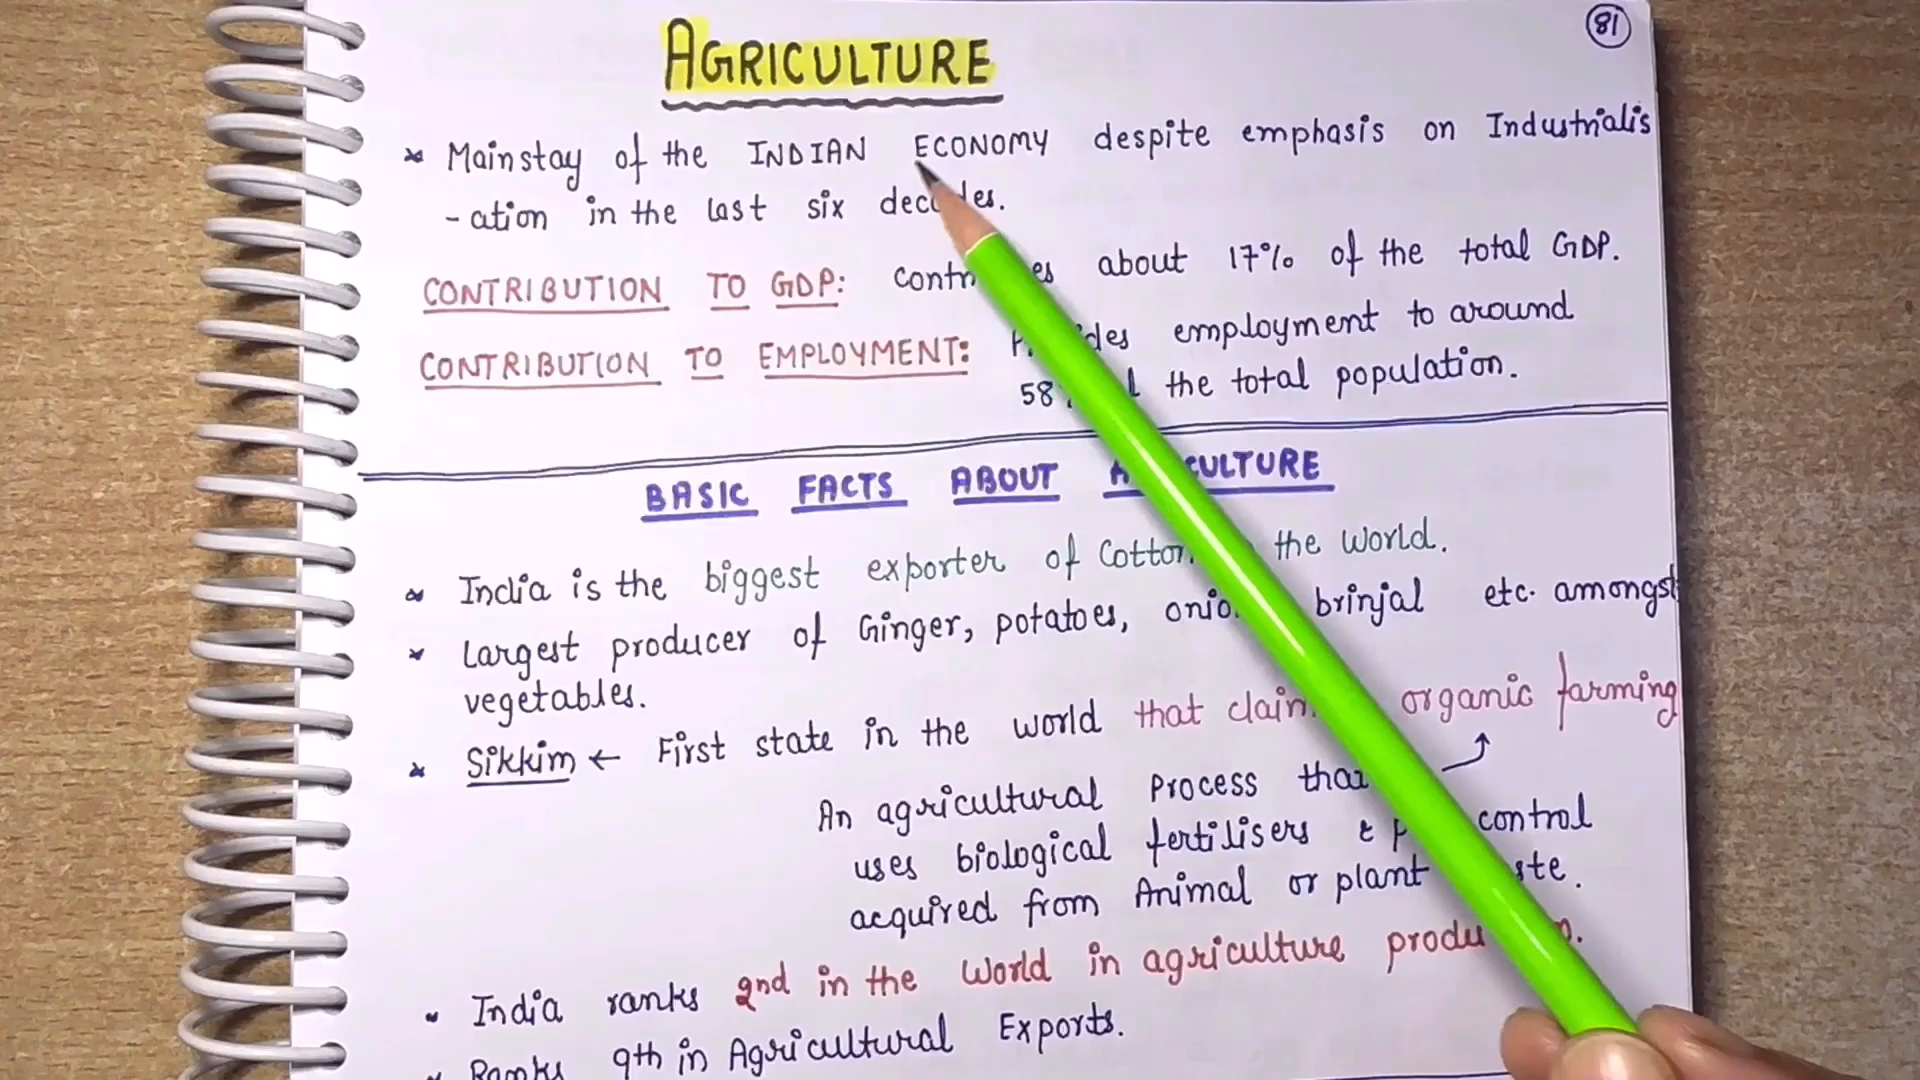 81
AGRICULTURE
Mainstay of the INDIAN ECONOMY despite emphasis on Industrialis
-ation in the last six decades.
CONTRIBUTION TO GDP: about 17% of the total GDP.
CONTRIBUTION TO EMPLOYMENT: employment to around
58 the total population.
BASIC FACTS ABOUT AGRICULTURE
* India is the biggest exporter of Cotton the world.
* Largest producer of Ginger, potatoes, brinjal etc. amongst
vegetables.
* Sikkim ← First state in the world that organic farming
An agricultural process that
uses biological fertilisers & control
acquired from Animal or plant
• India ranks 2nd in the World in agriculture production.
Ranks 9th in Agricultural Exports.